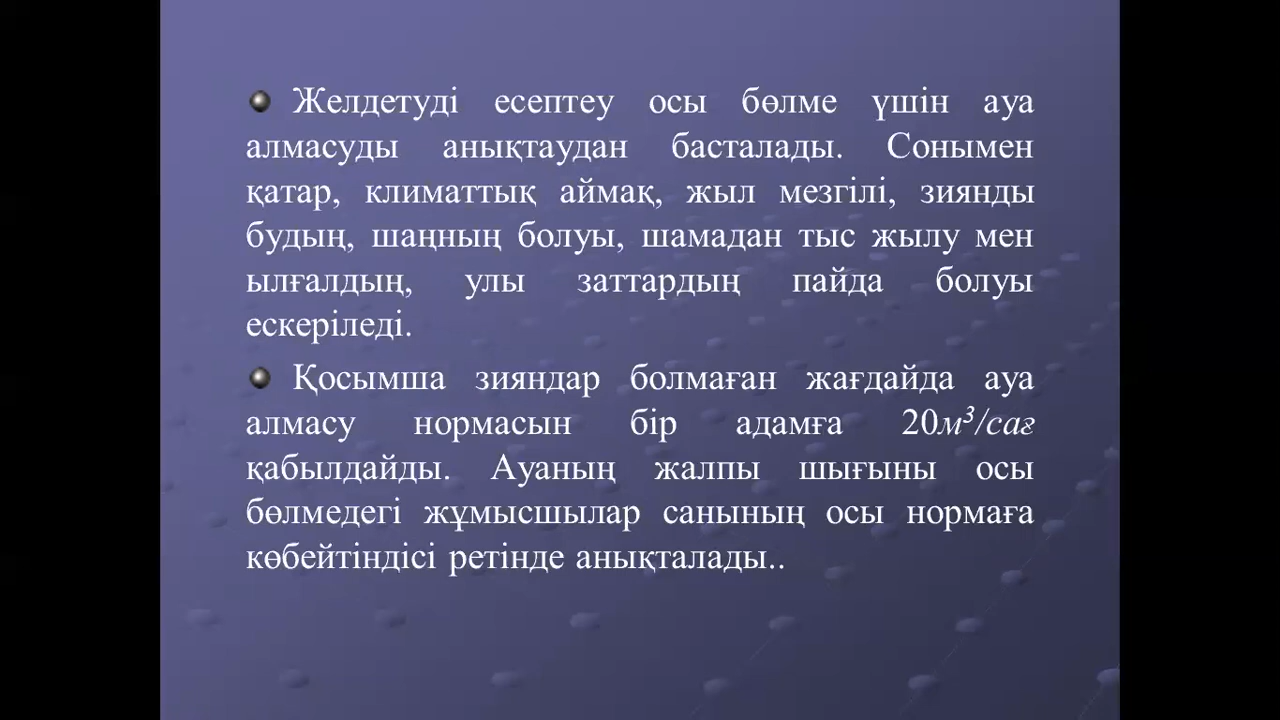 Желдетуді есептеу осы бөлме үшін ауа
алмасуды анықтаудан басталады. Сонымен
қатар, климаттық аймақ, жыл мезгілі, зиянды
будың, шаңның болуы, шамадан тыс жылу мен
ылғалдың, улы заттардың пайда болуы
ескеріледі.
Қосымша зияндар болмаған жағдайда ауа
алмасу нормасын бір адамға 20м³/сағ
қабылдайды. Ауаның жалпы шығыны осы
бөлмедегі жұмысшылар санының осы нормаға
көбейтіндісі ретінде анықталады..